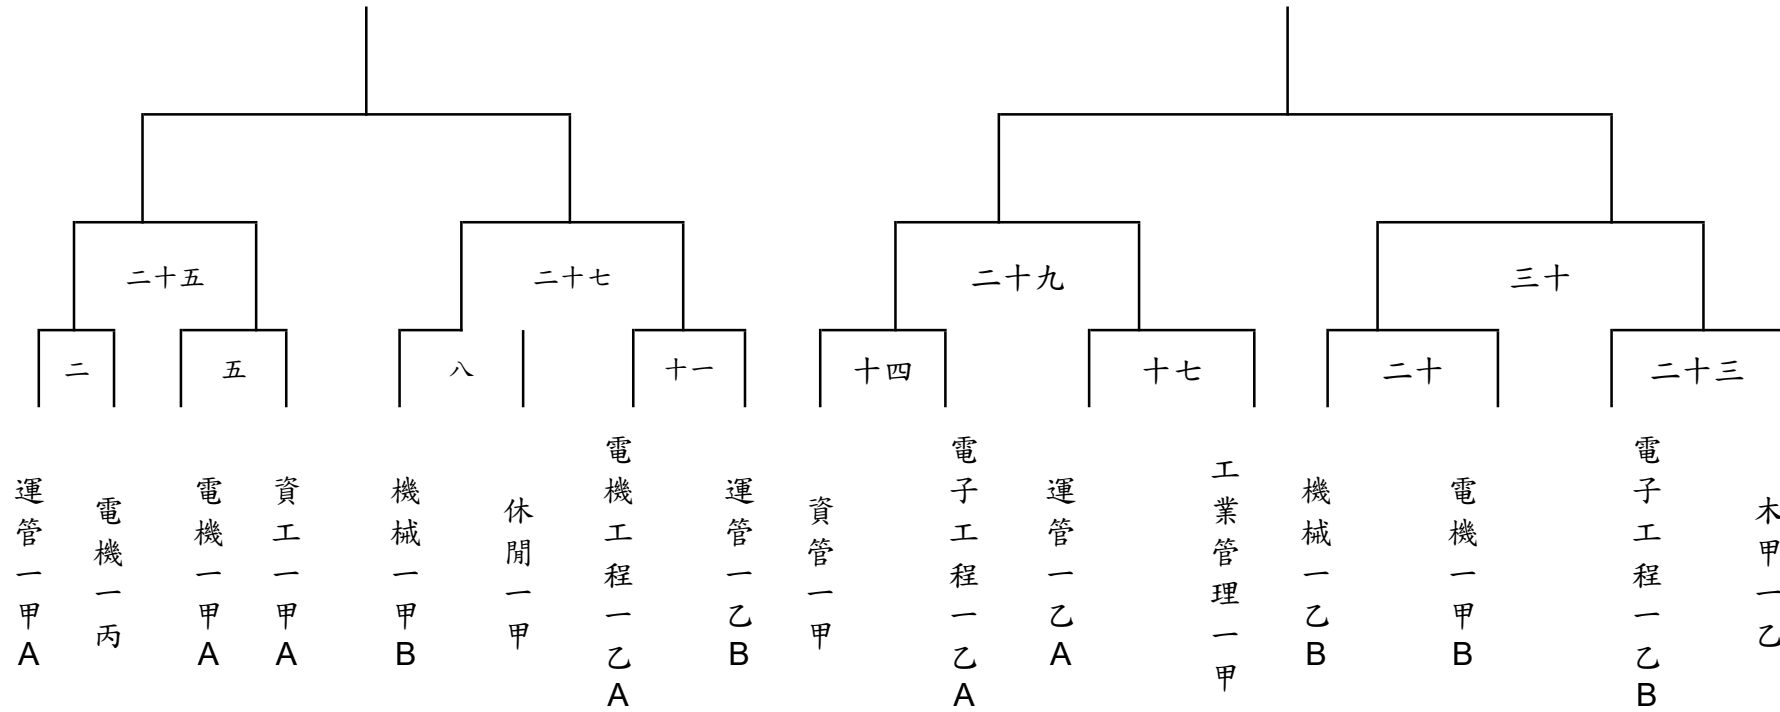 二十五
二十七
二十九
三十
二
五
八
十一
十四
十七
二十
二十三
運管一甲A
電機一丙
電機一甲A
資工一甲A
機械一甲B
休閒一甲
電機工程一乙A
運管一乙B
資管一甲
電子工程一乙A
運管一乙A
工業管理一甲
機械一乙B
電機一甲B
電子工程一乙B
木甲一乙